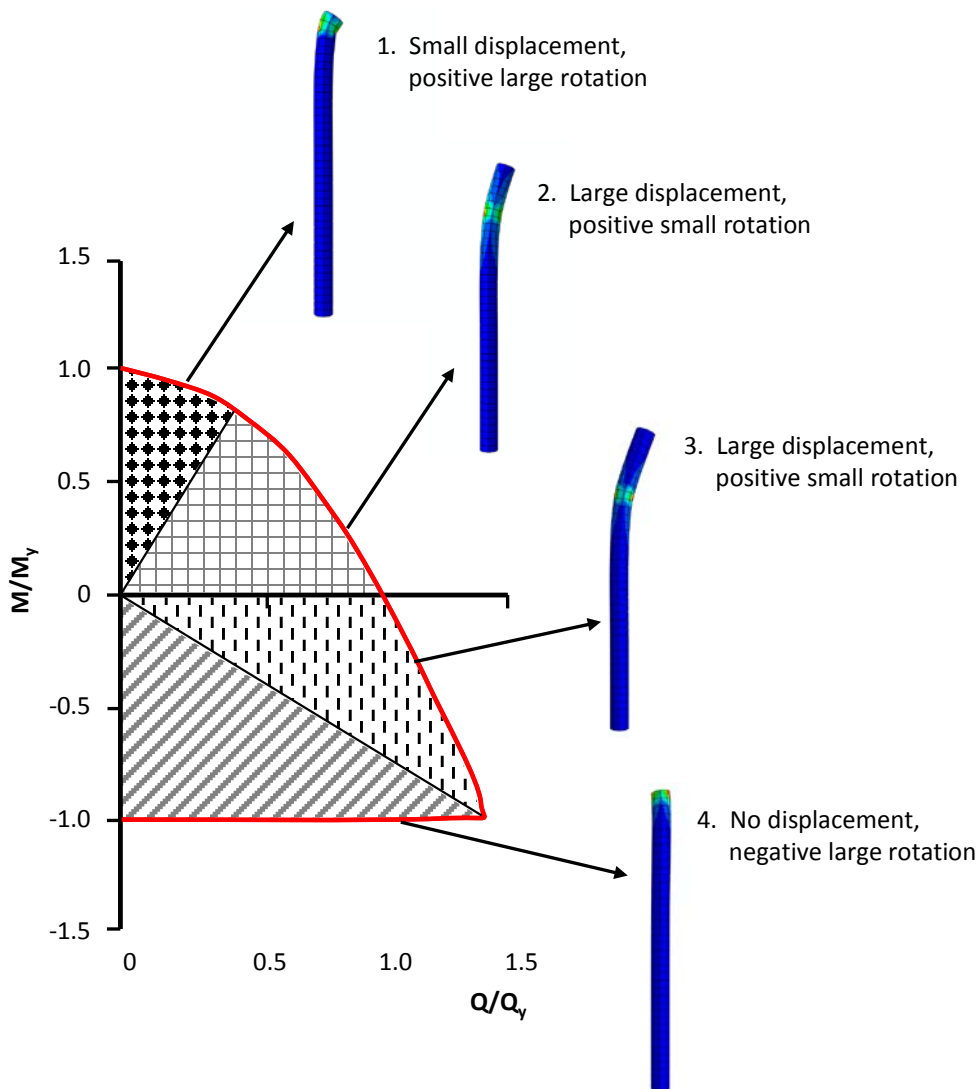 1. Small displacement,
positive large rotation
2. Large displacement,
positive small rotation
3. Large displacement,
positive small rotation
4. No displacement,
negative large rotation
1.5
1.0
0.5
0
-0.5
-1.0
-1.5
M/My
0 0.5 1.0 1.5
Q/Qy